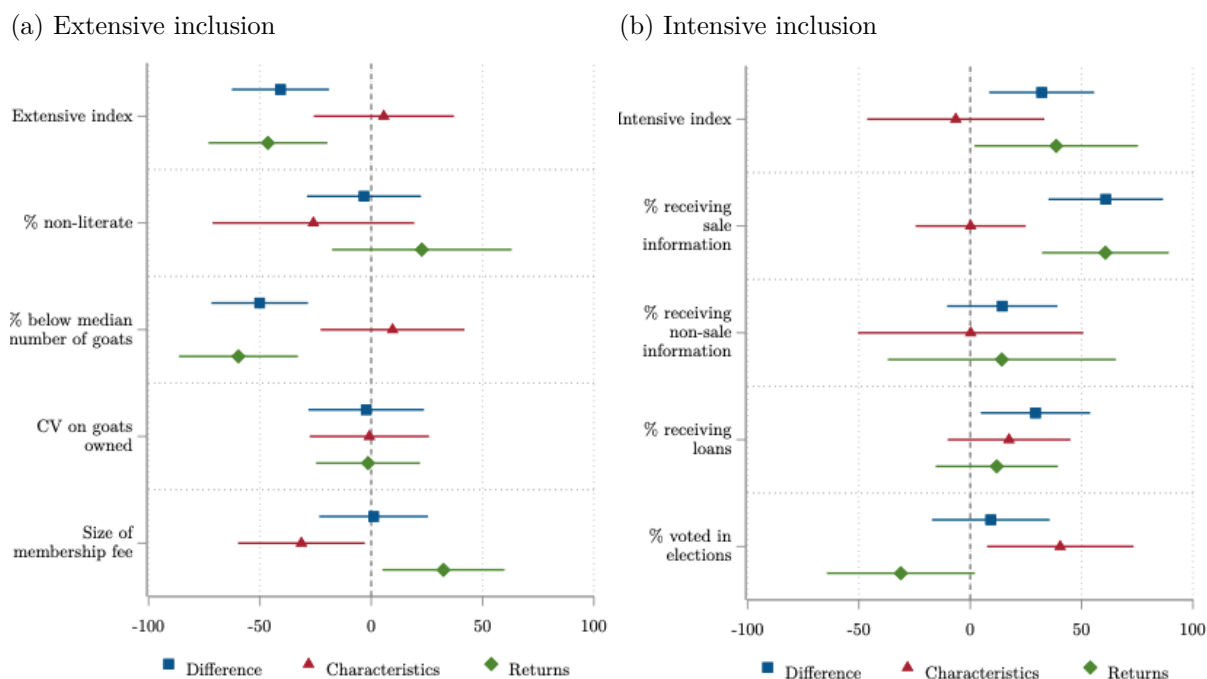 (a) Extensive inclusion
Extensive index
% non-literate
% below median
number of goats
CV on goats
owned
Size of
membership fee
-100 -50 0 50 100
Difference Characteristics Returns
(b) Intensive inclusion
Intensive index
% receiving
sale
information
% receiving
non-sale
information
% receiving
loans
% voted in
elections
-100 -50 0 50 100
Difference Characteristics Returns